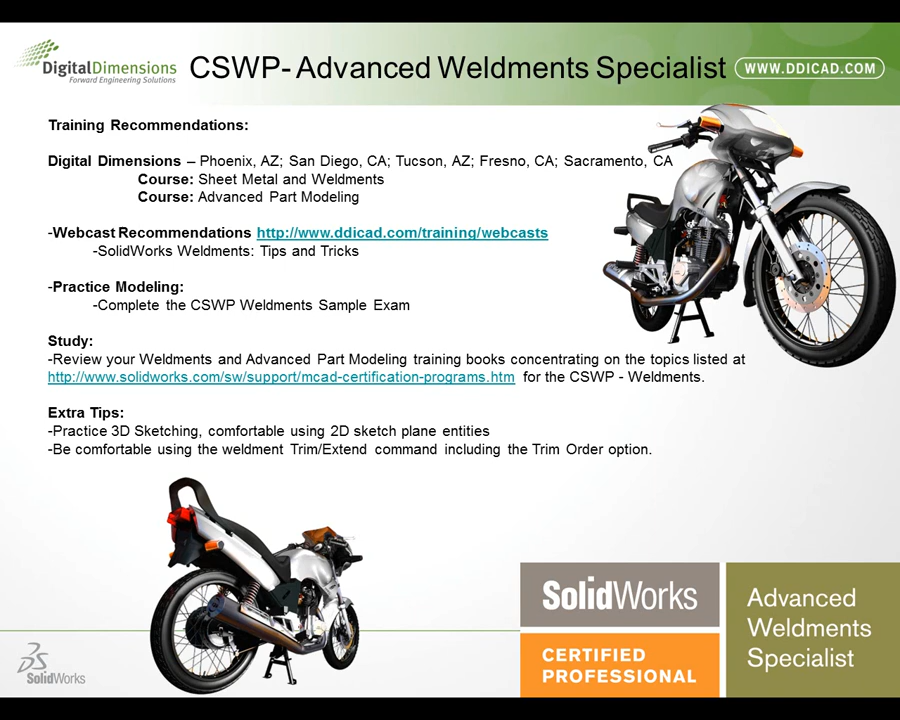 DigitalDimensions
Forward Engineering Solutions
CSWP- Advanced Weldments Specialist
WWW.DDICAD.COM
Training Recommendations:
Digital Dimensions – Phoenix, AZ; San Diego, CA; Tucson, AZ; Fresno, CA; Sacramento, CA
Course: Sheet Metal and Weldments
Course: Advanced Part Modeling
-Webcast Recommendations http://www.ddicad.com/training/webcasts
-SolidWorks Weldments: Tips and Tricks
-Practice Modeling:
-Complete the CSWP Weldments Sample Exam
Study:
-Review your Weldments and Advanced Part Modeling training books concentrating on the topics listed at
http://www.solidworks.com/sw/support/mcad-certification-programs.htm for the CSWP - Weldments.
Extra Tips:
-Practice 3D Sketching, comfortable using 2D sketch plane entities
-Be comfortable using the weldment Trim/Extend command including the Trim Order option.
SolidWorks
CERTIFIED
PROFESSIONAL
Advanced
Weldments
Specialist
SolidWorks